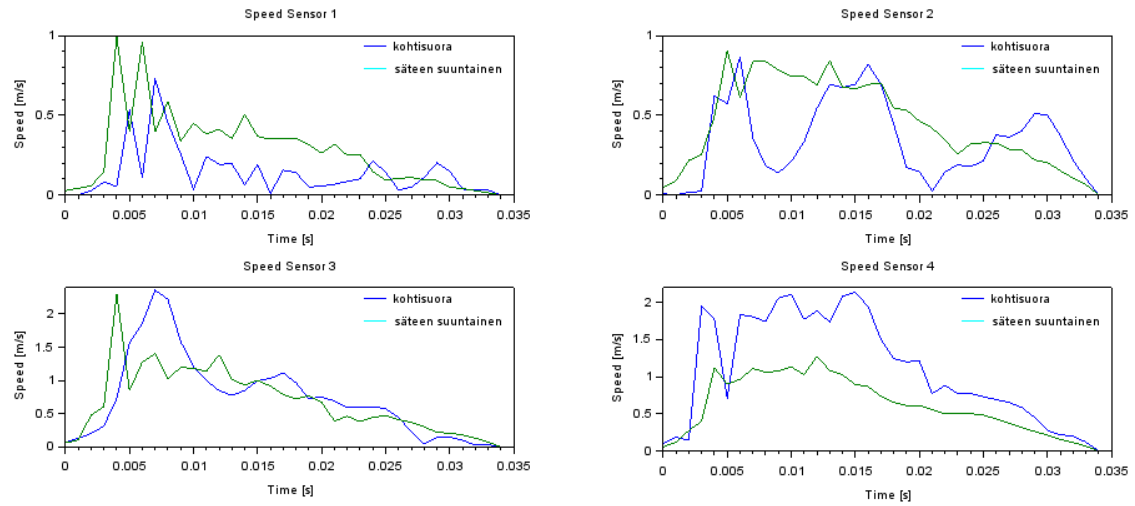 Speed Sensor 1
Speed [m/s]
1
0.5
0
kohtisuora
säteen suuntainen
0 0.005 0.01 0.015 0.02 0.025 0.03 0.035
Time [s]
Speed Sensor 2
Speed [m/s]
1
0.5
0
kohtisuora
säteen suuntainen
0 0.005 0.01 0.015 0.02 0.025 0.03 0.035
Time [s]
Speed Sensor 3
Speed [m/s]
2
1.5
1
0.5
0
kohtisuora
säteen suuntainen
0 0.005 0.01 0.015 0.02 0.025 0.03 0.035
Time [s]
Speed Sensor 4
Speed [m/s]
2
1.5
1
0.5
0
kohtisuora
säteen suuntainen
0 0.005 0.01 0.015 0.02 0.025 0.03 0.035
Time [s]